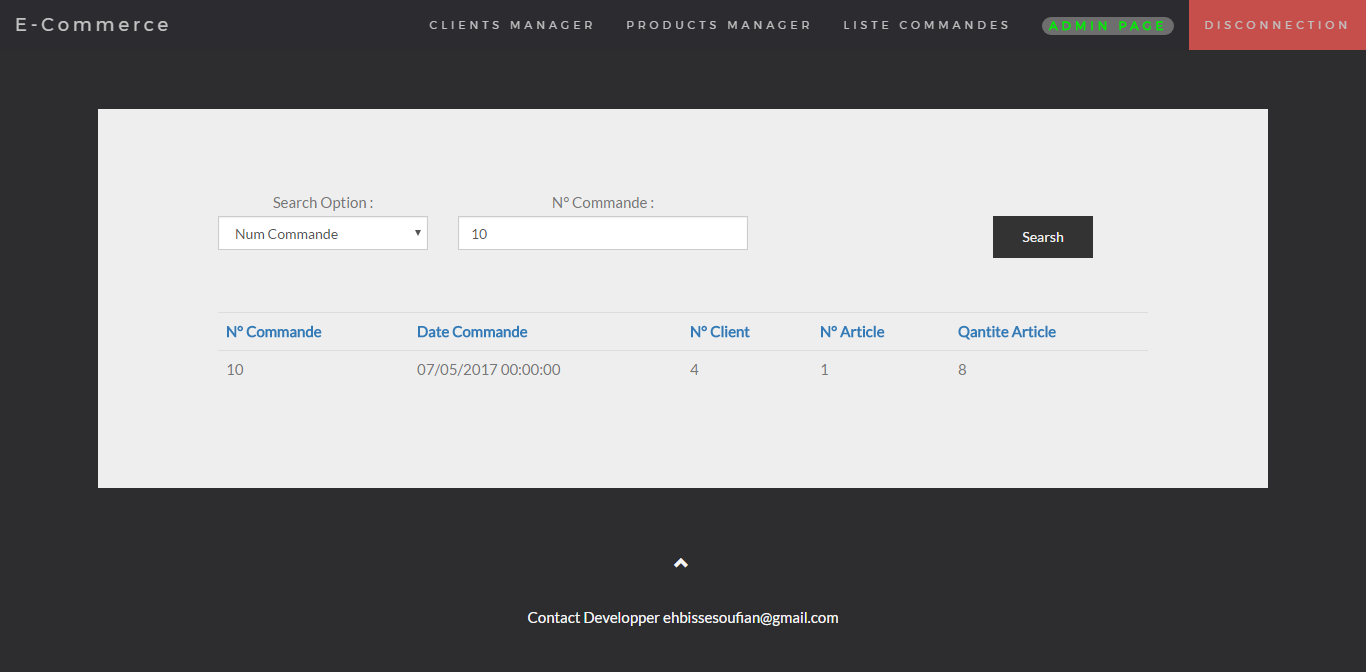 E-Commerce CLIENTS MANAGER PRODUCTS MANAGER LISTE COMMANDES ADMIN PAGE DISCONNECTION
Search Option : N° Commande :
Num Commande 10 Searsh
N° Commande Date Commande N° Client N° Article Qantite Article
10 07/05/2017 00:00:00 4 1 8
Contact Developper ehbissesoufian@gmail.com